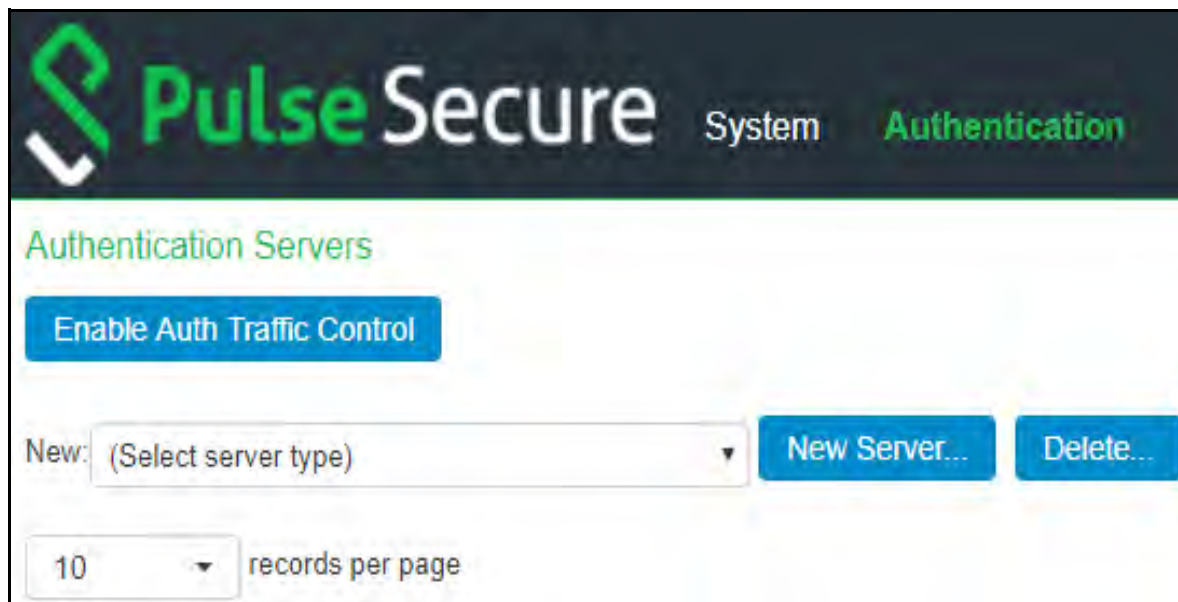 Pulse Secure System Authentication
Authentication Servers
Enable Auth Traffic Control
New: (Select server type) New Server... Delete...
10 records per page